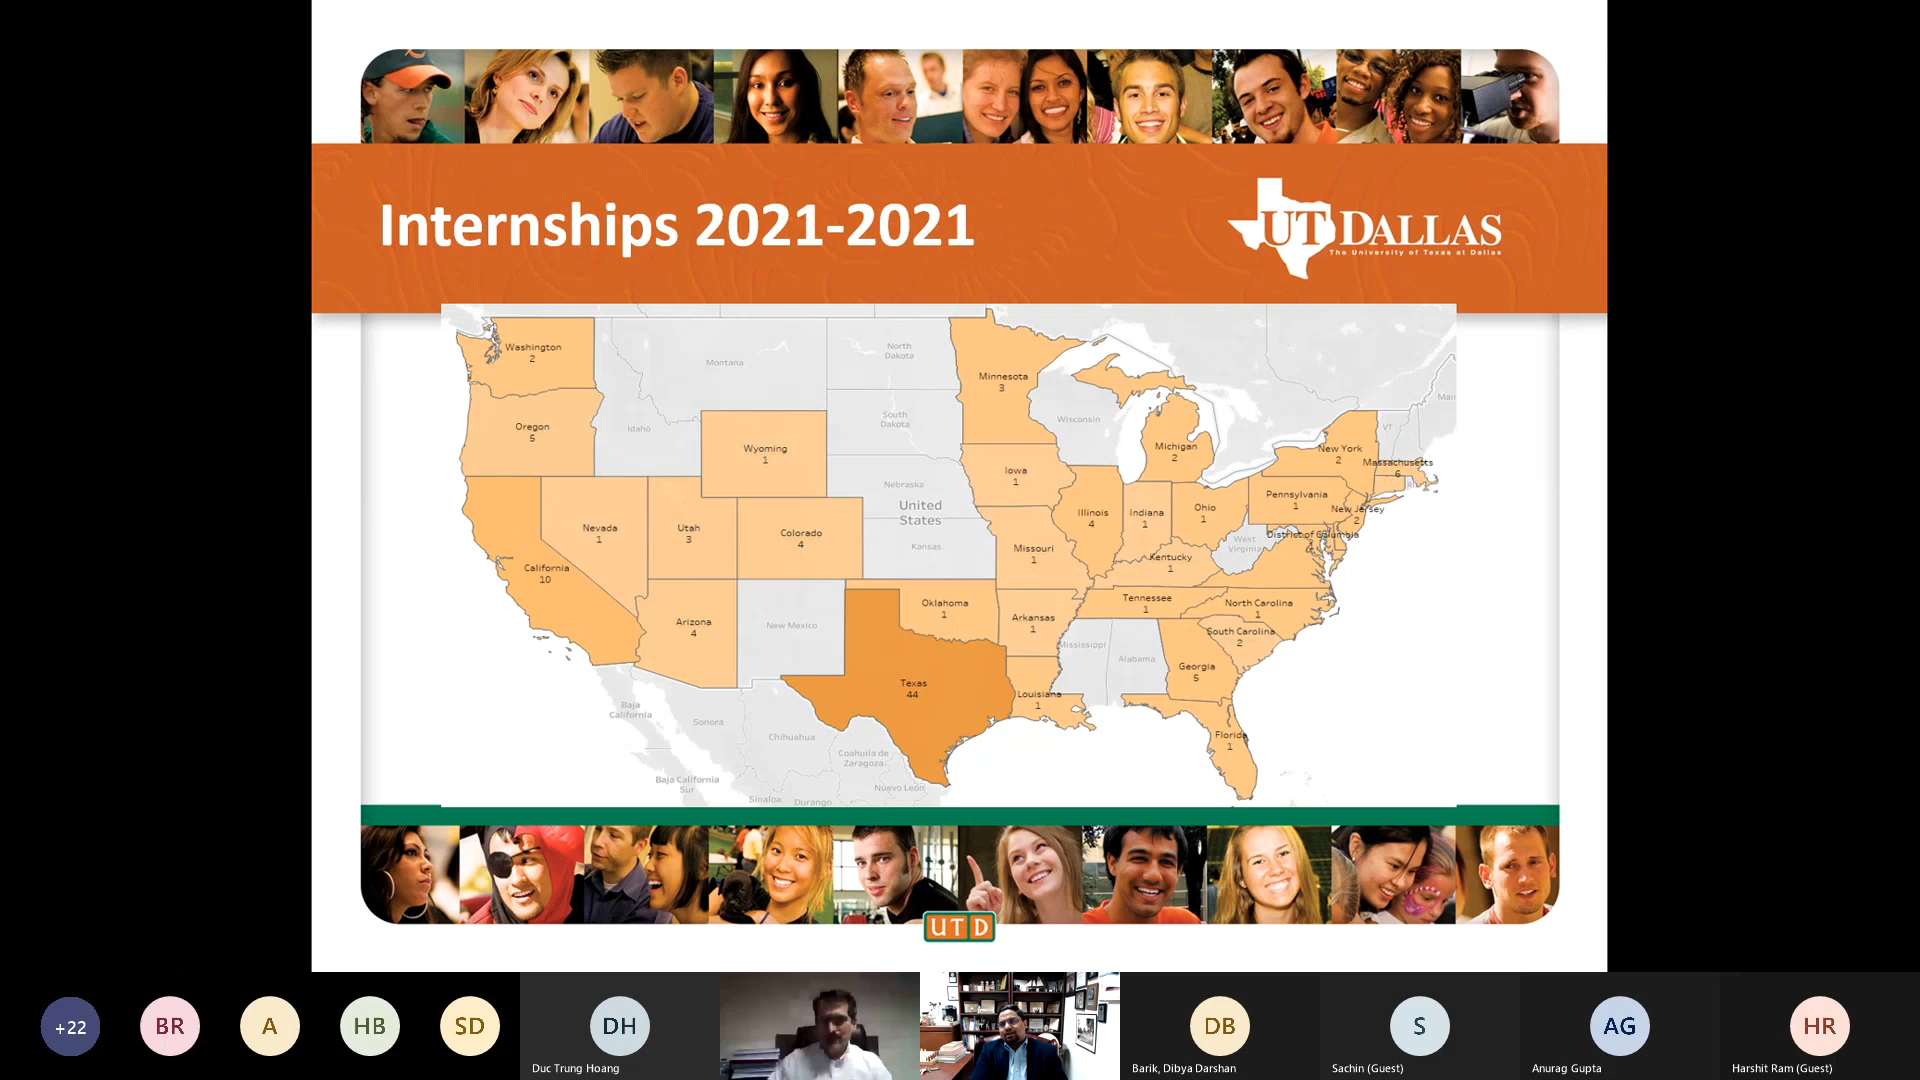 Internships 2021-2021
UT DALLAS
The University of Texas at Dallas
Washington
2
Montana
North
Dakota
Minnesota
3
Oregon
5
Idaho
Wyoming
1
South
Dakota
Wisconsin
Michigan
2
New York
2
VT
Massachusetts
6
Iowa
1
Nebraska
United
States
Pennsylvania
1
New Jersey
2
Nevada
1
Utah
3
Colorado
4
Kansas
Illinois
4
Indiana
1
Ohio
1
West
Virginia
District of Columbia
California
10
Missouri
1
Kentucky
1
Arizona
4
New Mexico
Oklahoma
1
Arkansas
1
Tennessee
1
North Carolina
1
South Carolina
2
Mississippi
Alabama
Georgia
5
Texas
44
Louisiana
1
Florida
1
Baja
California
Sonora
Chihuahua
Coahuila de
Zaragoza
Baja California
Sur
Sinaloa
Durango
Nuevo León
UTD
+22
BR
A
HB
SD
DH
Duc Trung Hoang
DB
Barik, Dibya Darshan
S
Sachin (Guest)
AG
Anurag Gupta
HR
Harshit Ram (Guest)